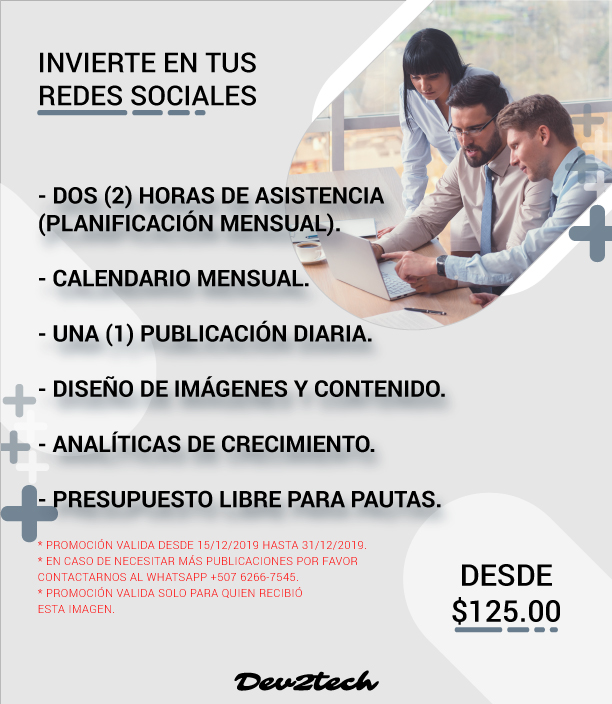 INVIERTE EN TUS
REDES SOCIALES
- DOS (2) HORAS DE ASISTENCIA
(PLANIFICACIÓN MENSUAL).
- CALENDARIO MENSUAL.
- UNA (1) PUBLICACIÓN DIARIA.
- DISEÑO DE IMÁGENES Y CONTENIDO.
- ANALÍTICAS DE CRECIMIENTO.
- PRESUPUESTO LIBRE PARA PAUTAS.
* PROMOCIÓN VALIDA DESDE 15/12/2019 HASTA 31/12/2019.
* EN CASO DE NECESITAR MÁS PUBLICACIONES POR FAVOR
CONTACTARNOS AL WHATSAPP +507 6266-7545.
* PROMOCIÓN VALIDA SOLO PARA QUIEN RECIBIÓ
ESTA IMAGEN.
DESDE
$125.00
Dev2tech